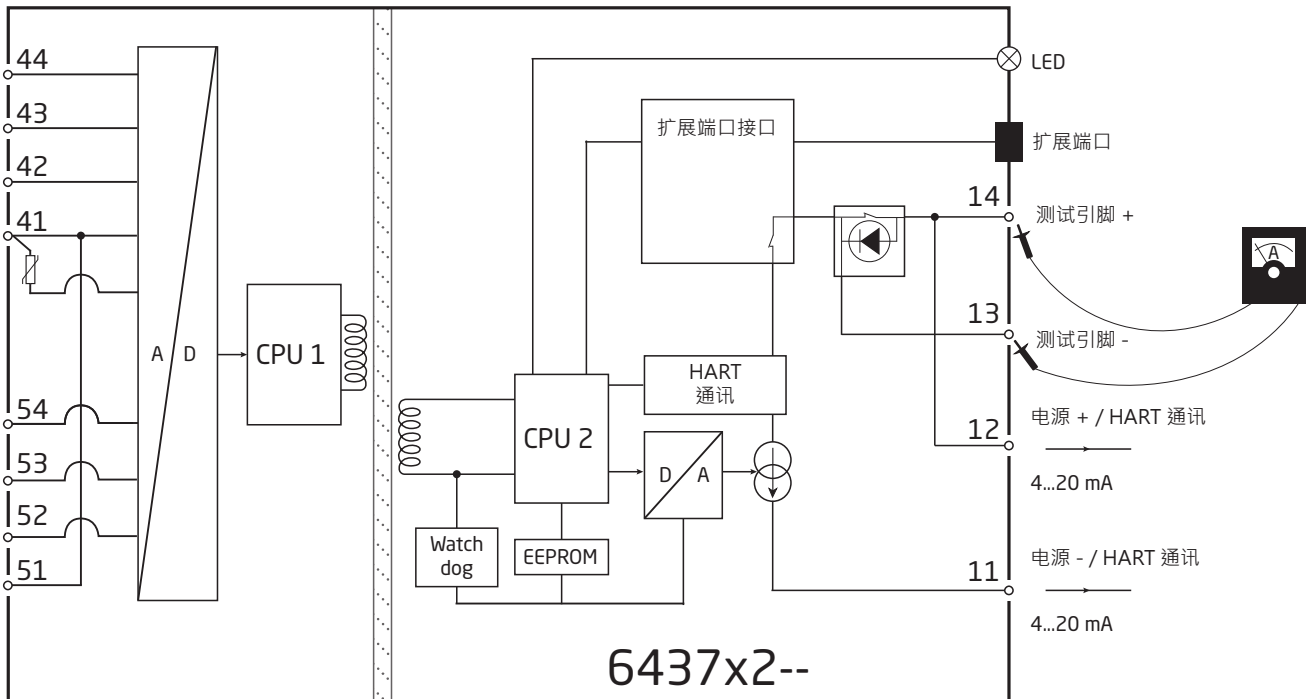 44
43
42
41
54
53
52
51
A
D
CPU 1
LED
扩展端口接口
扩展端口
14
测试引脚 +
A
13
测试引脚 -
HART
通讯
CPU 2
D
A
12
电源 + / HART 通讯
4...20 mA
Watch
dog
EEPROM
11
电源 - / HART 通讯
4...20 mA
6437x2--